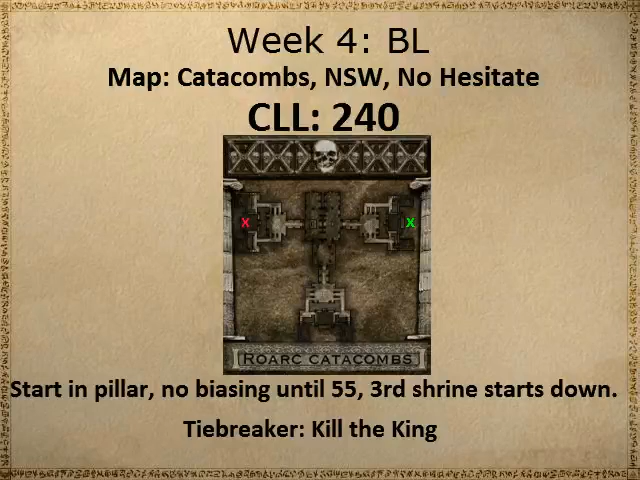 Week 4: BL
Map: Catacombs, NSW, No Hesitate
CLL: 240
X X
ROARC CATACOMBS
Start in pillar, no biasing until 55, 3rd shrine starts down.
Tiebreaker: Kill the King